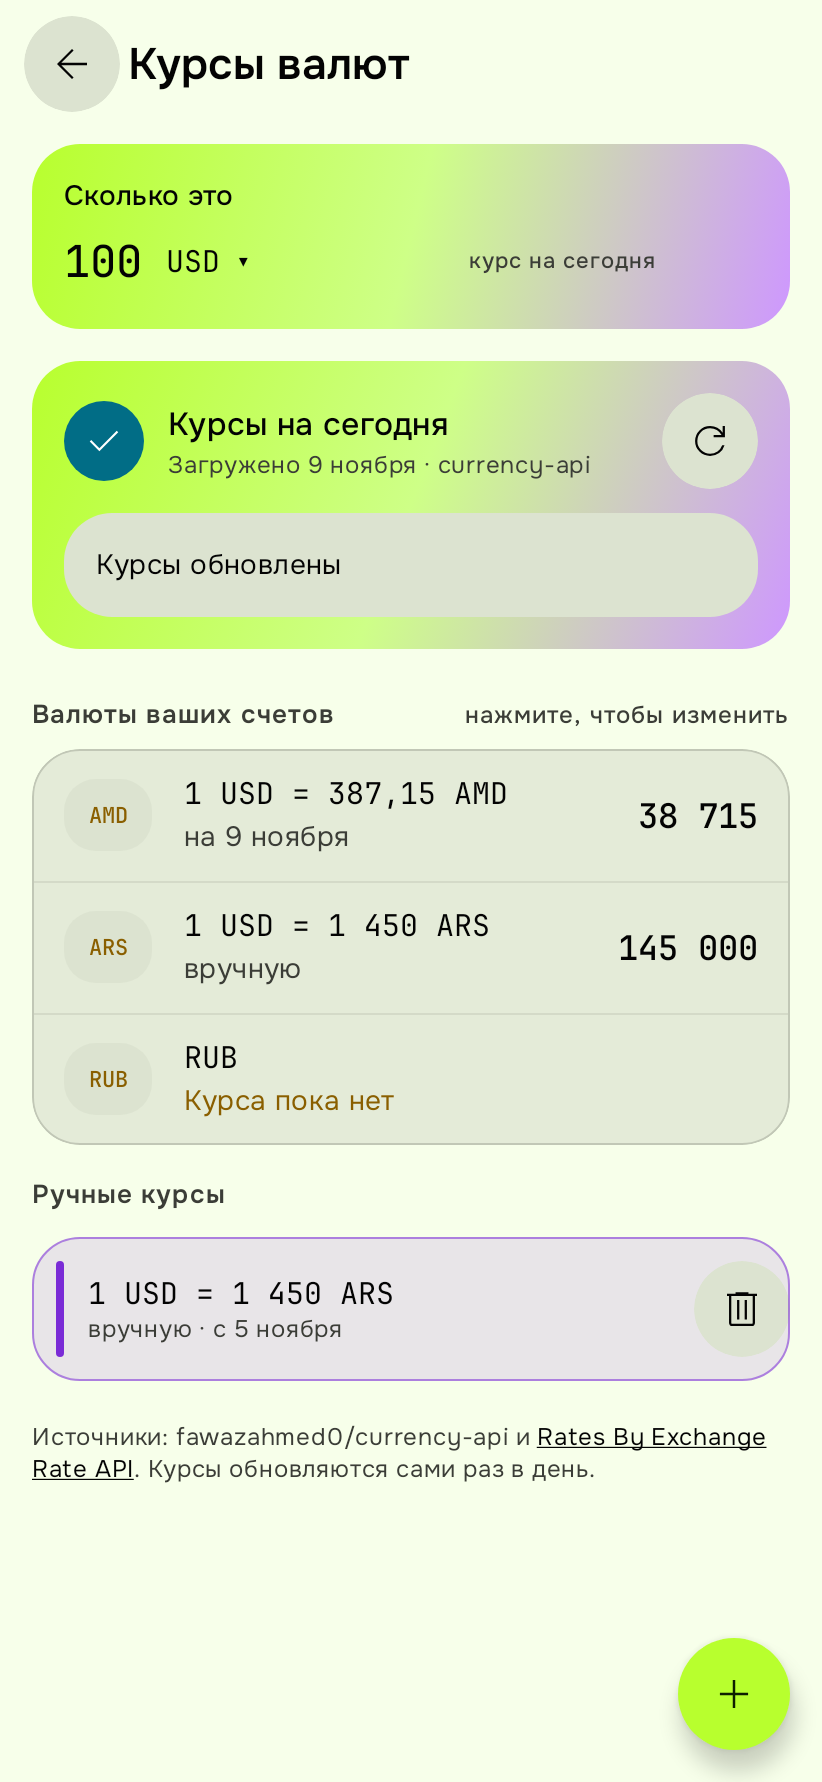 Курсы валют
Сколько это
100 USD ▾
курс на сегодня
Курсы на сегодня
Загружено 9 ноября · currency-api
Курсы обновлены
Валюты ваших счетов
нажмите, чтобы изменить
AMD
1 USD = 387,15 AMD
на 9 ноября
38 715
ARS
1 USD = 1 450 ARS
вручную
145 000
RUB
RUB
Курса пока нет
Ручные курсы
1 USD = 1 450 ARS
вручную · с 5 ноября
Источники: fawazahmed0/currency-api и Rates By Exchange
Rate API. Курсы обновляются сами раз в день.